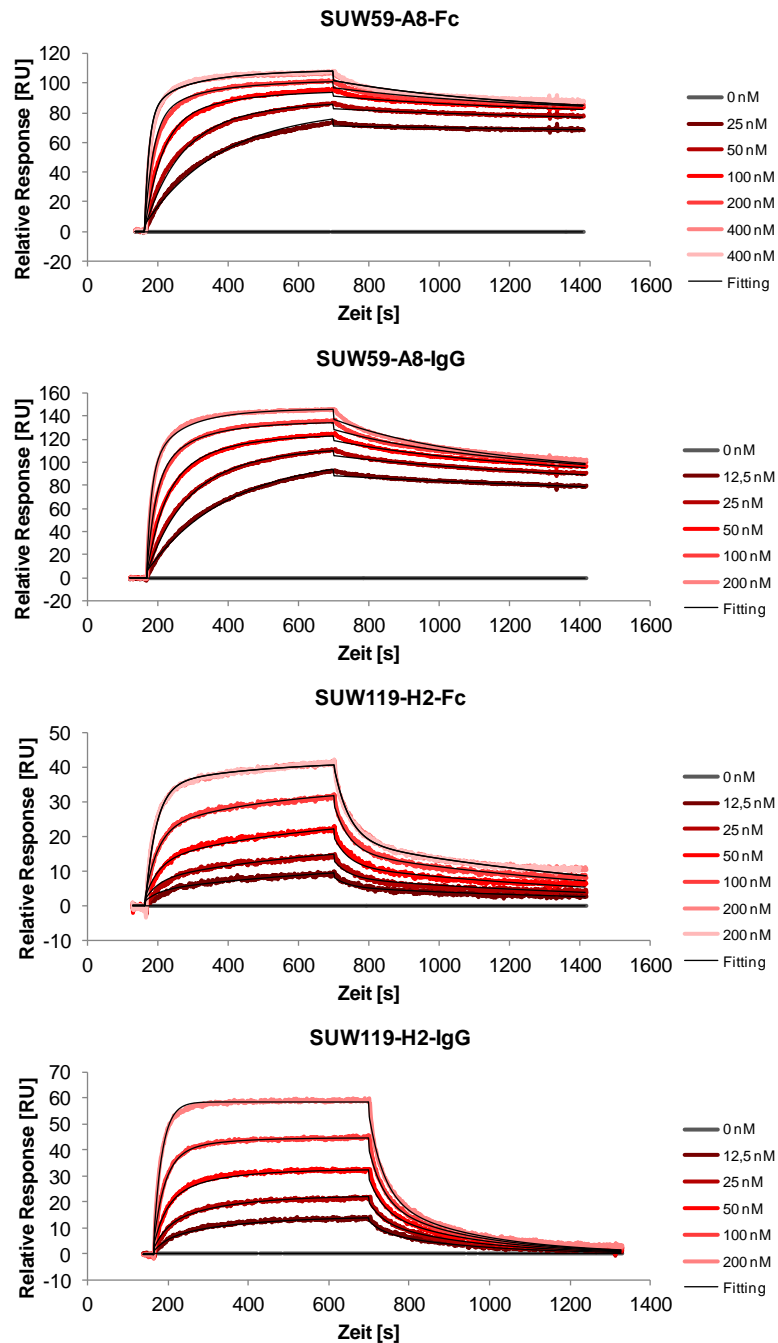 SUW59-A8-Fc
Relative Response [RU]
120
100
80
60
40
20
0
-20
0 200 400 600 800 1000 1200 1400 1600
Zeit [s]
0 nM
25 nM
50 nM
100 nM
200 nM
400 nM
400 nM
Fitting
SUW59-A8-IgG
Relative Response [RU]
160
140
120
100
80
60
40
20
0
-20
0 200 400 600 800 1000 1200 1400 1600
Zeit [s]
0 nM
12,5 nM
25 nM
50 nM
100 nM
200 nM
Fitting
SUW119-H2-Fc
Relative Response [RU]
50
40
30
20
10
0
-10
0 200 400 600 800 1000 1200 1400 1600
Zeit [s]
0 nM
12,5 nM
25 nM
50 nM
100 nM
200 nM
200 nM
Fitting
SUW119-H2-IgG
Relative Response [RU]
70
60
50
40
30
20
10
0
-10
0 200 400 600 800 1000 1200 1400
Zeit [s]
0 nM
12,5 nM
25 nM
50 nM
100 nM
200 nM
Fitting